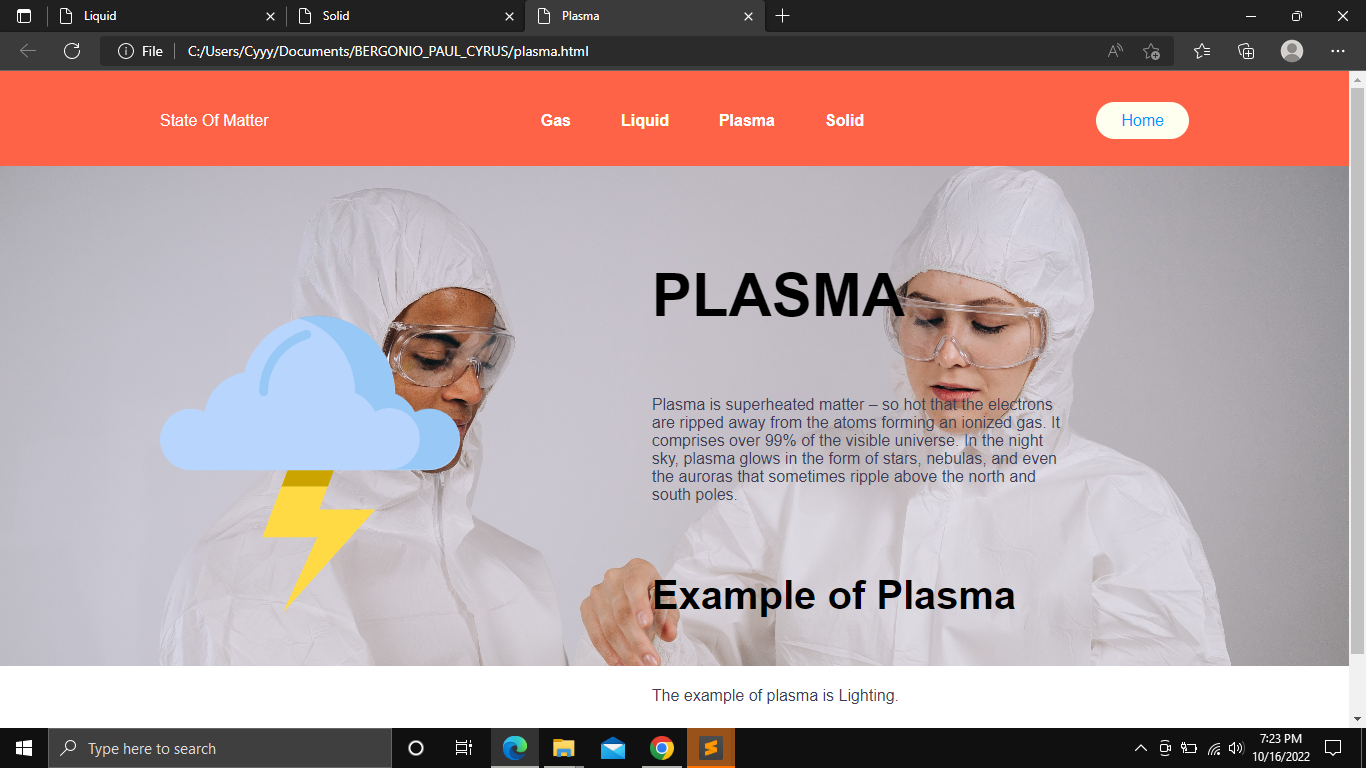 Liquid
Solid
Plasma
File
C:/Users/Cyyy/Documents/BERGONIO_PAUL_CYRUS/plasma.html
State Of Matter
Gas
Liquid
Plasma
Solid
Home
PLASMA
Plasma is superheated matter – so hot that the electrons
are ripped away from the atoms forming an ionized gas. It
comprises over 99% of the visible universe. In the night
sky, plasma glows in the form of stars, nebulas, and even
the auroras that sometimes ripple above the north and
south poles.
Example of Plasma
The example of plasma is Lighting.
Type here to search
7:23 PM
10/16/2022